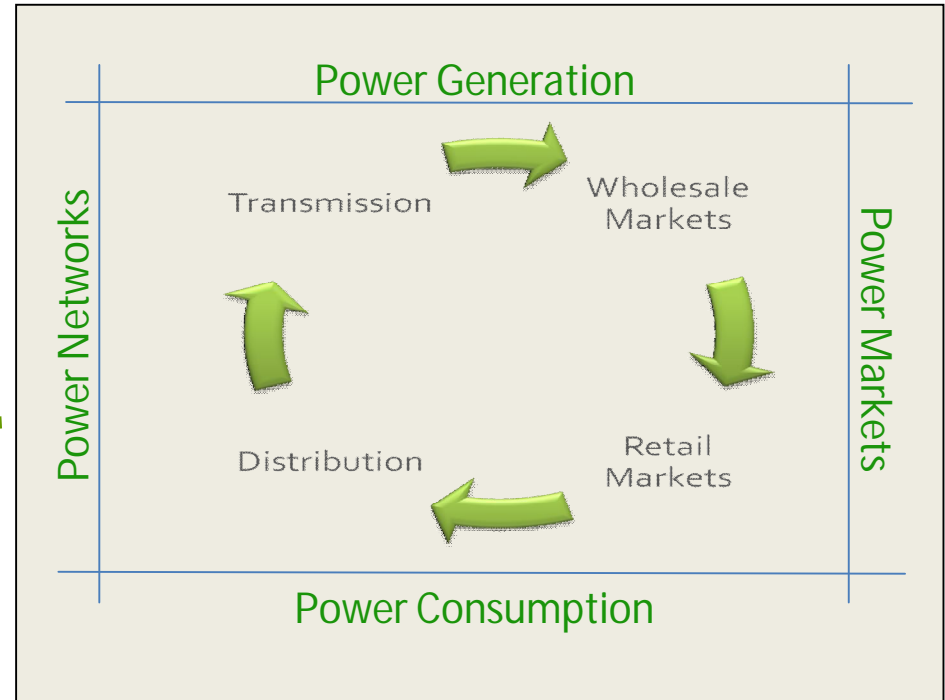 Power Generation
Power Networks
Transmission
Wholesale
Markets
Power Markets
Distribution
Retail
Markets
Power Consumption